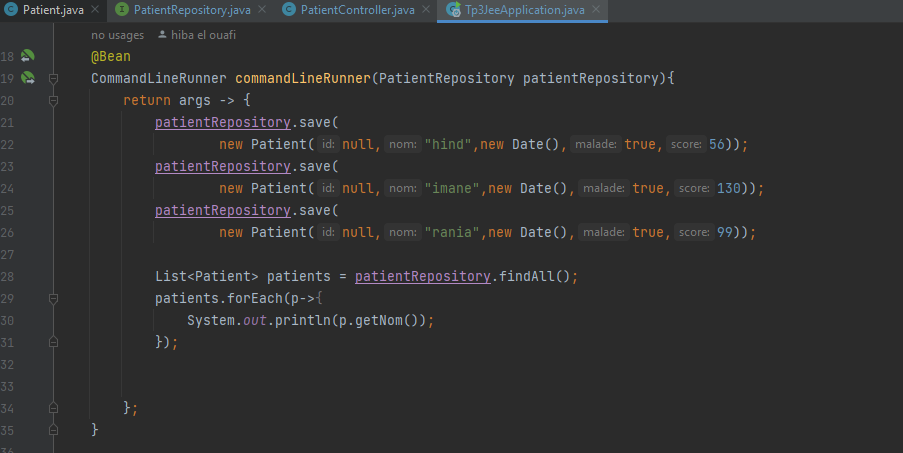 Patient.java PatientRepository.java PatientController.java Tp3JeeApplication.java
no usages hiba el ouafi
18 @Bean
19 CommandLineRunner commandLineRunner(PatientRepository patientRepository){
20 return args -> {
21 patientRepository.save(
22 new Patient( id: null, nom: "hind",new Date(), malade: true, score: 56));
23 patientRepository.save(
24 new Patient( id: null, nom: "imane",new Date(), malade: true, score: 130));
25 patientRepository.save(
26 new Patient( id: null, nom: "rania",new Date(), malade: true, score: 99));
27
28 List<Patient> patients = patientRepository.findAll();
29 patients.forEach(p->{
30 System.out.println(p.getNom());
31 });
32
33
34 };
35 }
36